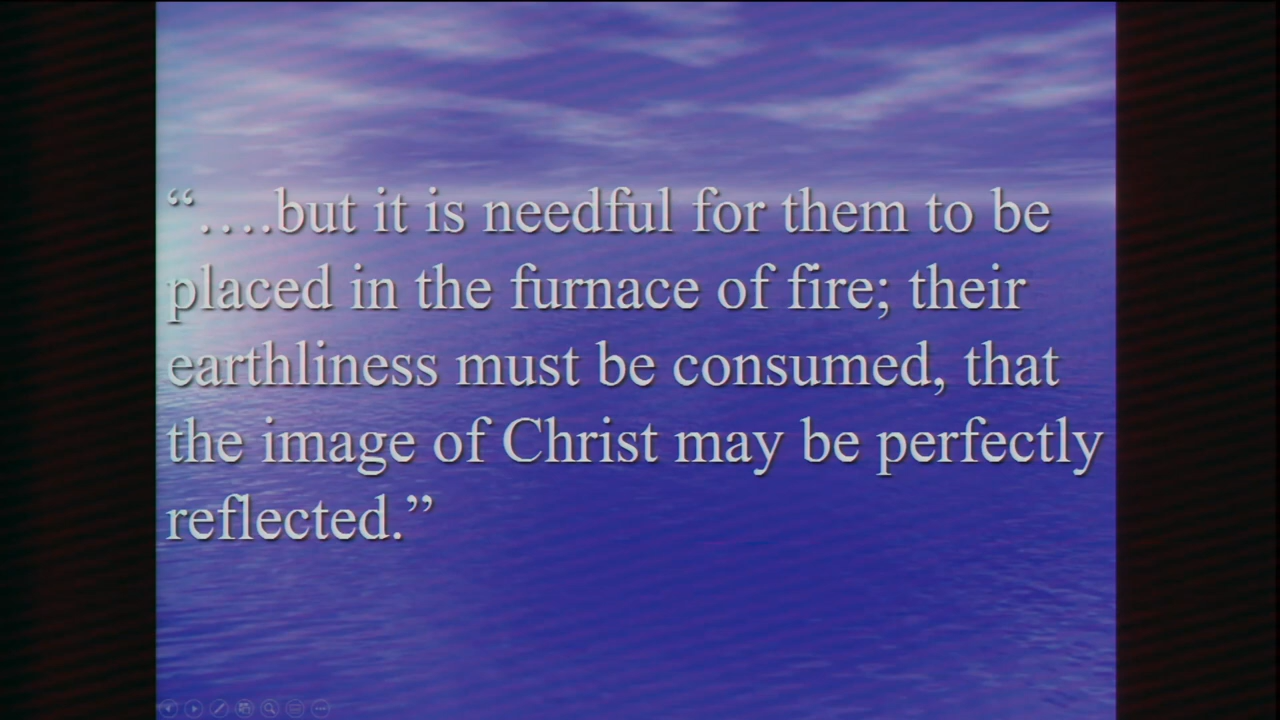 “….but it is needful for them to be
placed in the furnace of fire; their
earthliness must be consumed, that
the image of Christ may be perfectly
reflected.”